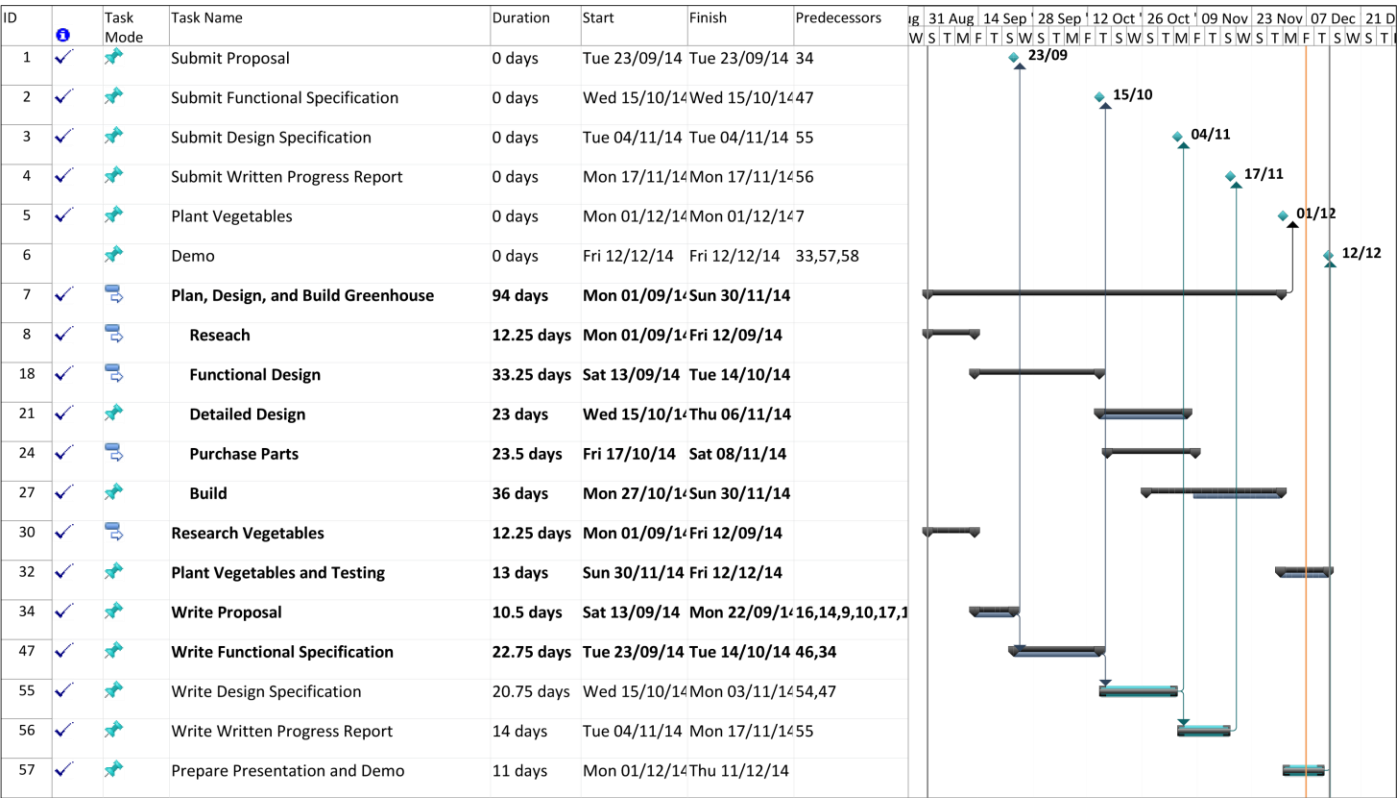 ID Task Mode Task Name Duration Start Finish Predecessors
ug 31 Aug 14 Sep ' 28 Sep ' 12 Oct ' 26 Oct ' 09 Nov 23 Nov 07 Dec 21 D
W S T M F T S W S T M F T S W S T M F T S W S T M F T S W S T
1 Submit Proposal 0 days Tue 23/09/14 Tue 23/09/14 34 23/09
2 Submit Functional Specification 0 days Wed 15/10/14 Wed 15/10/14 47 15/10
3 Submit Design Specification 0 days Tue 04/11/14 Tue 04/11/14 55 04/11
4 Submit Written Progress Report 0 days Mon 17/11/14 Mon 17/11/14 56 17/11
5 Plant Vegetables 0 days Mon 01/12/14 Mon 01/12/14 7 01/12
6 Demo 0 days Fri 12/12/14 Fri 12/12/14 33,57,58 12/12
7 Plan, Design, and Build Greenhouse 94 days Mon 01/09/14 Sun 30/11/14
8 Reseach 12.25 days Mon 01/09/14 Fri 12/09/14
18 Functional Design 33.25 days Sat 13/09/14 Tue 14/10/14
21 Detailed Design 23 days Wed 15/10/14 Thu 06/11/14
24 Purchase Parts 23.5 days Fri 17/10/14 Sat 08/11/14
27 Build 36 days Mon 27/10/14 Sun 30/11/14
30 Research Vegetables 12.25 days Mon 01/09/14 Fri 12/09/14
32 Plant Vegetables and Testing 13 days Sun 30/11/14 Fri 12/12/14
34 Write Proposal 10.5 days Sat 13/09/14 Mon 22/09/14 16,14,9,10,17,1
47 Write Functional Specification 22.75 days Tue 23/09/14 Tue 14/10/14 46,34
55 Write Design Specification 20.75 days Wed 15/10/14 Mon 03/11/14 54,47
56 Write Written Progress Report 14 days Tue 04/11/14 Mon 17/11/14 55
57 Prepare Presentation and Demo 11 days Mon 01/12/14 Thu 11/12/14